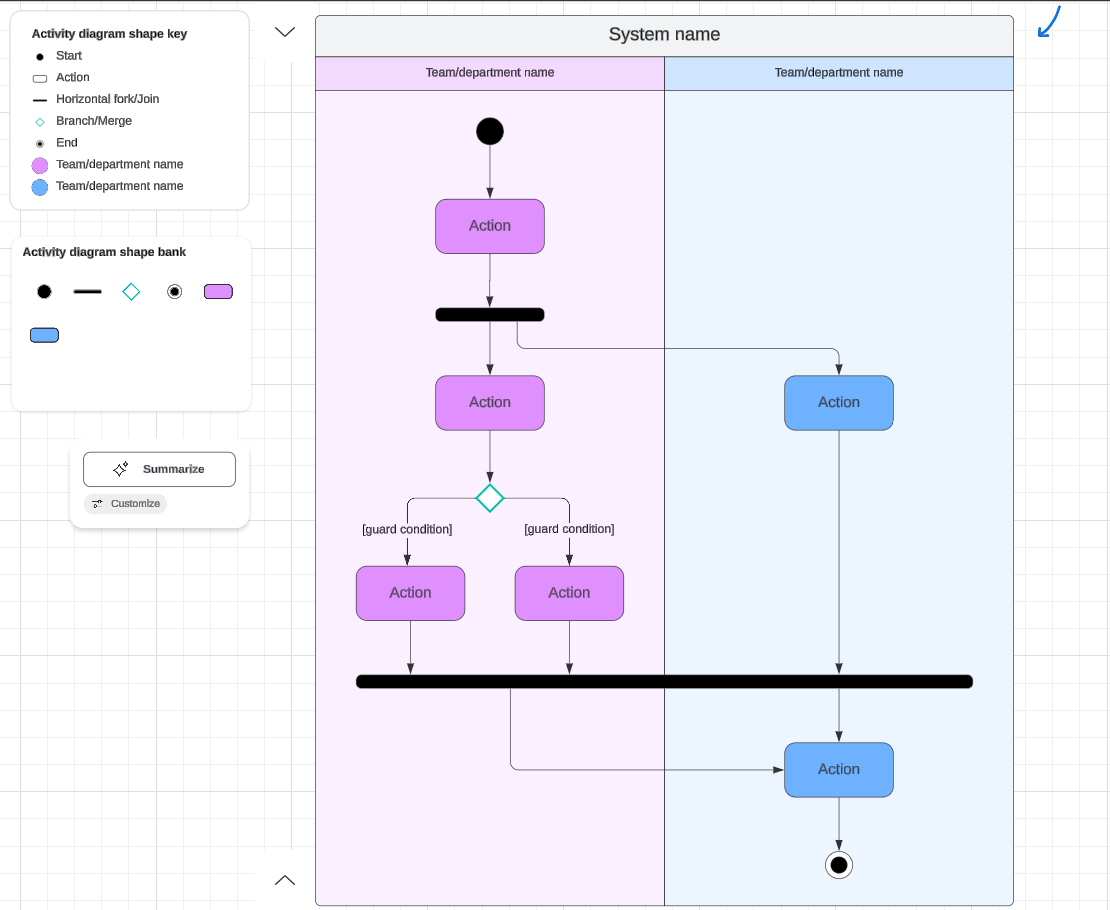 Activity diagram shape key
Start
Action
Horizontal fork/Join
Branch/Merge
End
Team/department name
Team/department name
Activity diagram shape bank
Summarize
Customize
System name
Team/department name
Team/department name
Action
Action
Action
[guard condition]
[guard condition]
Action
Action
Action